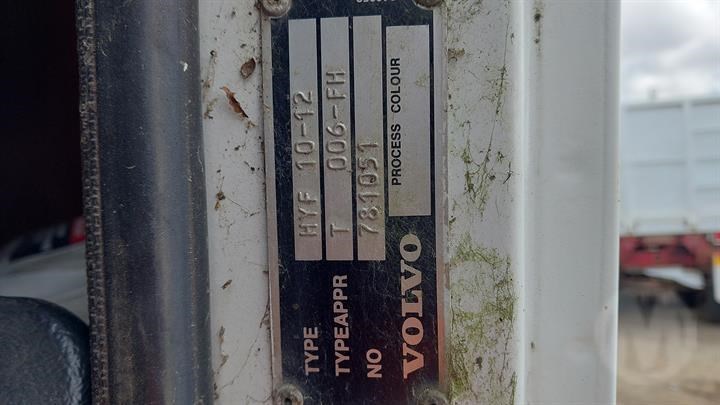 TYPE HYF 10-12
TYPEAPPR T 006-FH
NO 781051
VOLVO PROCESS COLOUR